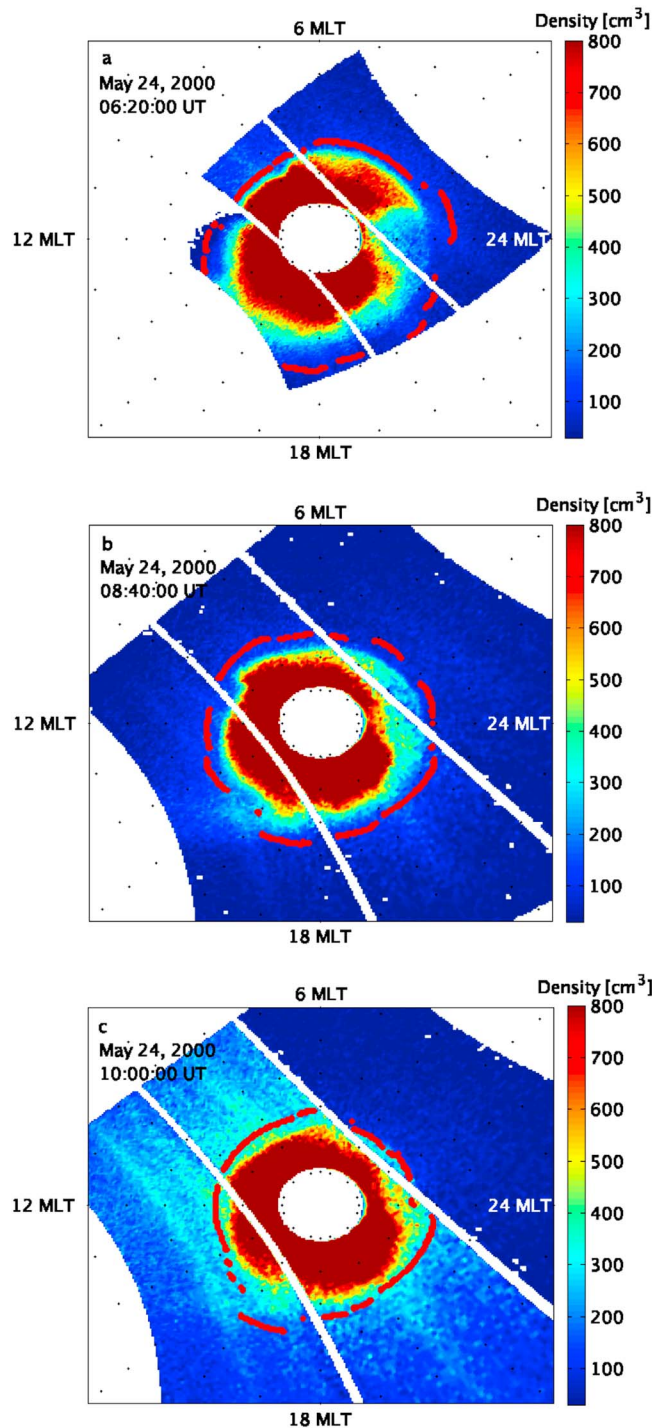 Density [cm³]
6 MLT
a
May 24, 2000
06:20:00 UT
12 MLT
24 MLT
18 MLT
800
700
600
500
400
300
200
100
Density [cm³]
6 MLT
b
May 24, 2000
08:40:00 UT
12 MLT
24 MLT
18 MLT
800
700
600
500
400
300
200
100
Density [cm³]
6 MLT
c
May 24, 2000
10:00:00 UT
12 MLT
24 MLT
18 MLT
800
700
600
500
400
300
200
100